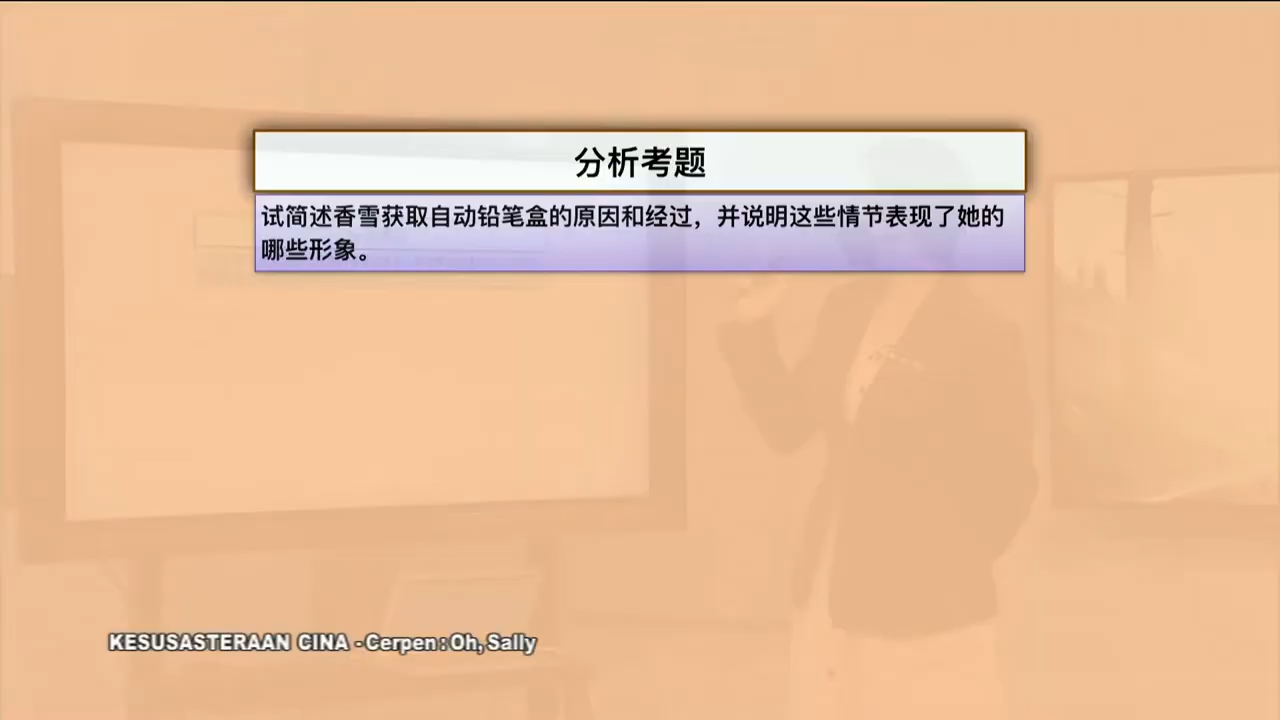 分析考题
试简述香雪获取自动铅笔盒的原因和经过，并说明这些情节表现了她的
哪些形象。
KESUSASTERAAN CINA - Cerpen : Oh, Sally